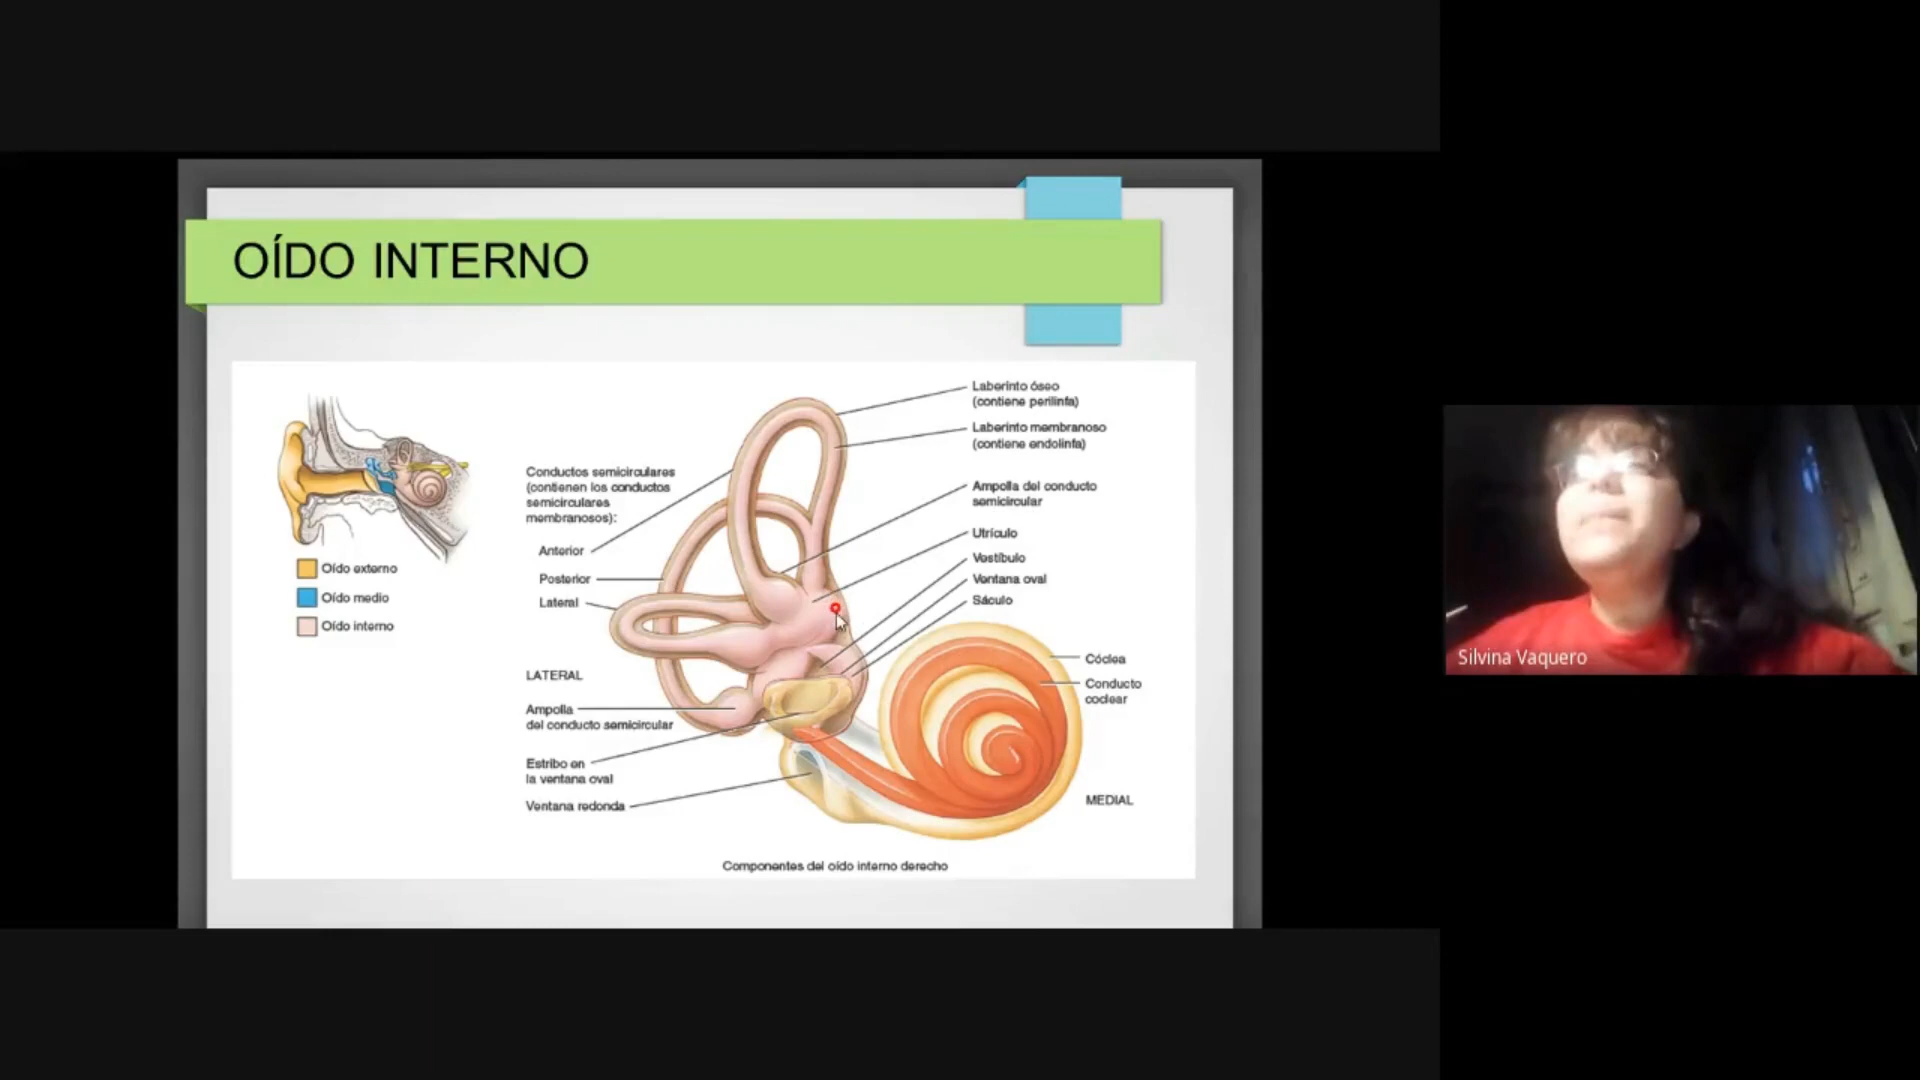 OÍDO INTERNO
Laberinto óseo
(contiene perilinfa)
Laberinto membranoso
(contiene endolinfa)
Conductos semicirculares
(contienen los conductos
semicirculares
membranosos):
Ampolla del conducto
semicircular
Utrículo
Anterior
Vestíbulo
Posterior
Ventana oval
Lateral
Sáculo
Oído externo
Oído medio
Oído interno
Cóclea
LATERAL
Conducto
coclear
Ampolla
del conducto semicircular
Estribo en
la ventana oval
Ventana redonda
MEDIAL
Componentes del oído interno derecho
Silvina Vaquero